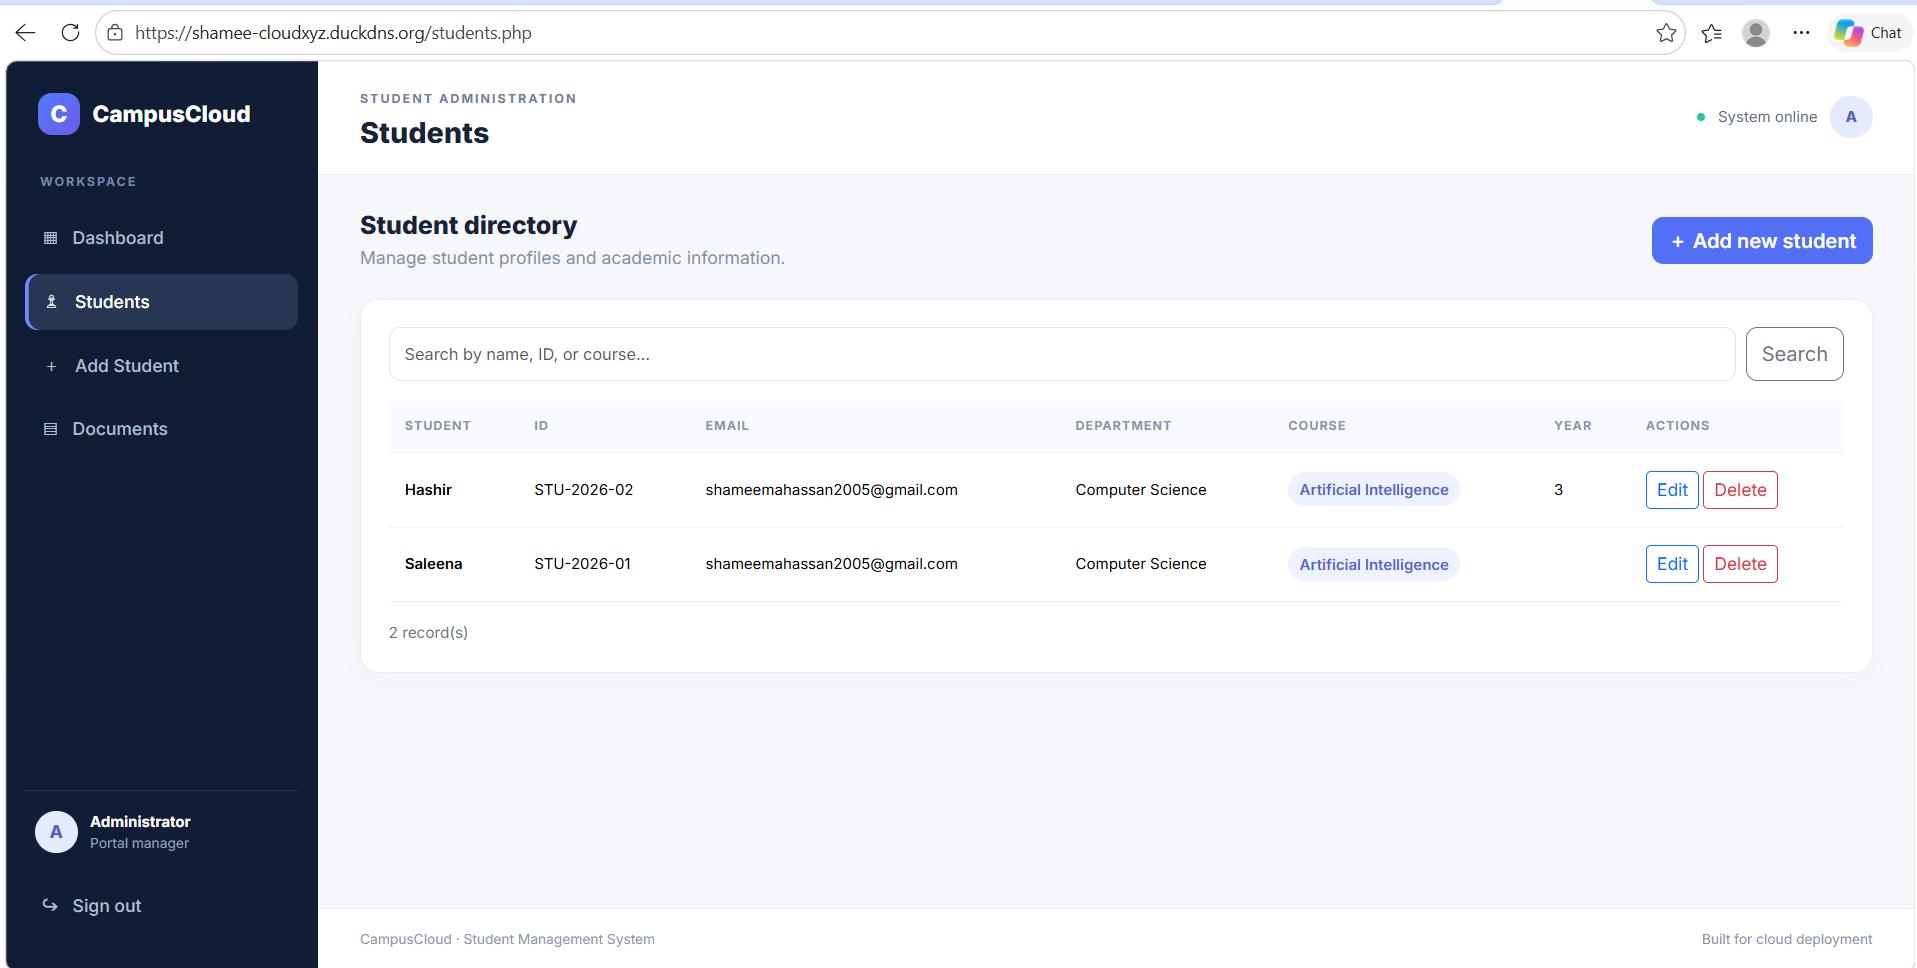 https://shamee-cloudxyz.duckdns.org/students.php
Chat
C CampusCloud
WORKSPACE
Dashboard
Students
+ Add Student
Documents
A Administrator
Portal manager
Sign out
STUDENT ADMINISTRATION
Students
System online A
Student directory
Manage student profiles and academic information.
+ Add new student
Search by name, ID, or course... Search
STUDENT ID EMAIL DEPARTMENT COURSE YEAR ACTIONS
Hashir STU-2026-02 shameemahassan2005@gmail.com Computer Science Artificial Intelligence 3 Edit Delete
Saleena STU-2026-01 shameemahassan2005@gmail.com Computer Science Artificial Intelligence Edit Delete
2 record(s)
CampusCloud · Student Management System Built for cloud deployment